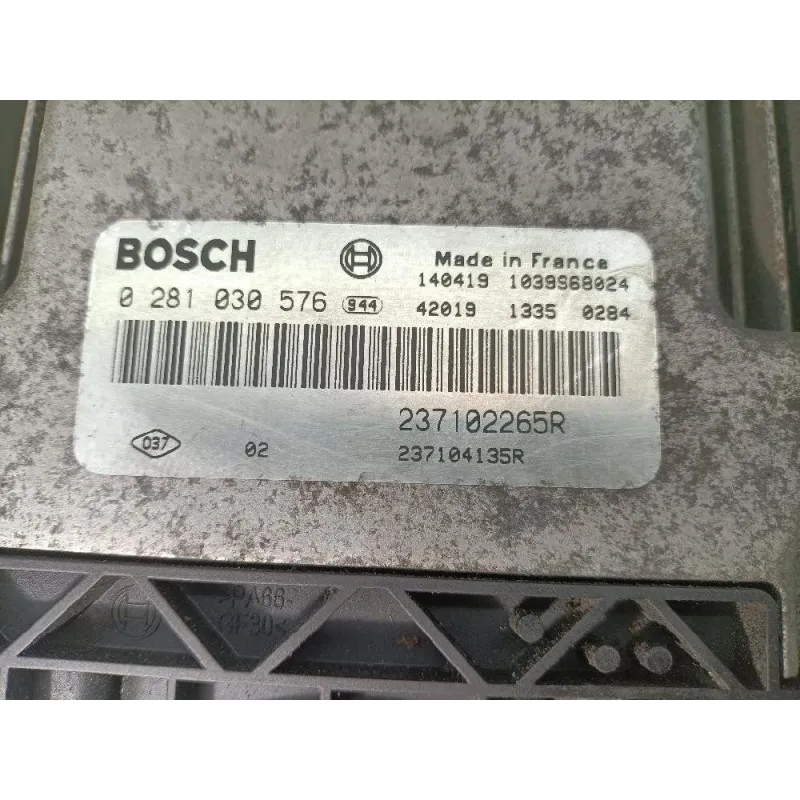 BOSCH
Made in France
140419 1039S68024
0 281 030 576 944
42019 1335 0284
237102265R
D37 02
237104135R
>PA66-
GF30<